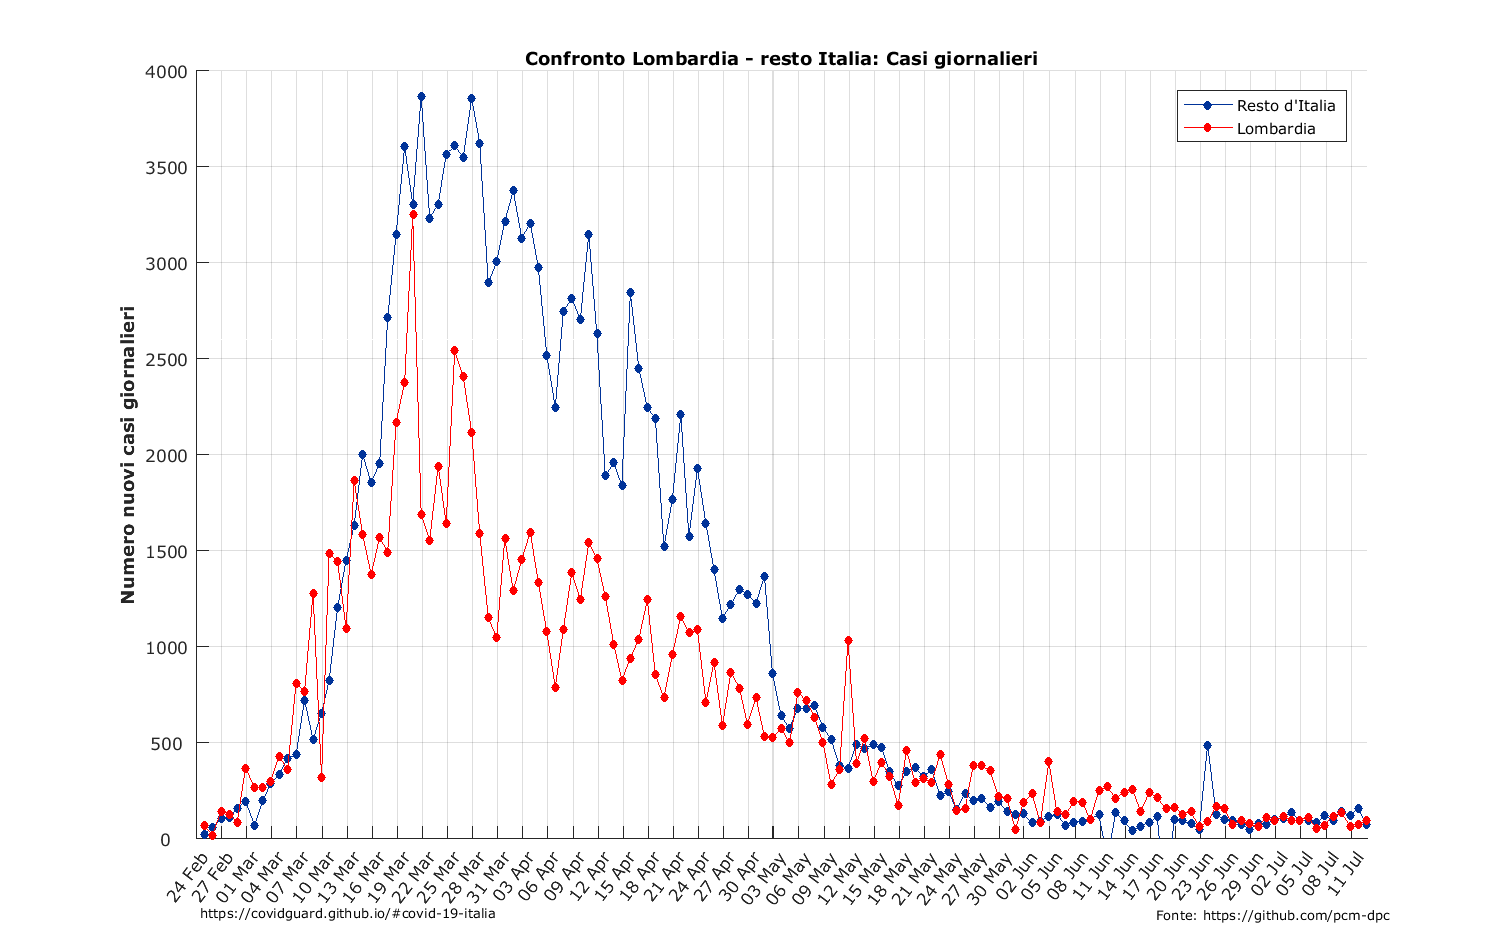 Confronto Lombardia - resto Italia: Casi giornalieri
Resto d'Italia
Lombardia
Numero nuovi casi giornalieri
4000
3500
3000
2500
2000
1500
1000
500
0
24 Feb
27 Feb
01 Mar
04 Mar
07 Mar
10 Mar
13 Mar
16 Mar
19 Mar
22 Mar
25 Mar
28 Mar
31 Mar
03 Apr
06 Apr
09 Apr
12 Apr
15 Apr
18 Apr
21 Apr
24 Apr
27 Apr
30 Apr
03 May
06 May
09 May
12 May
15 May
18 May
21 May
24 May
27 May
30 May
02 Jun
05 Jun
08 Jun
11 Jun
14 Jun
17 Jun
20 Jun
23 Jun
26 Jun
29 Jun
02 Jul
05 Jul
08 Jul
11 Jul
https://covidguard.github.io/#covid-19-italia
Fonte: https://github.com/pcm-dpc